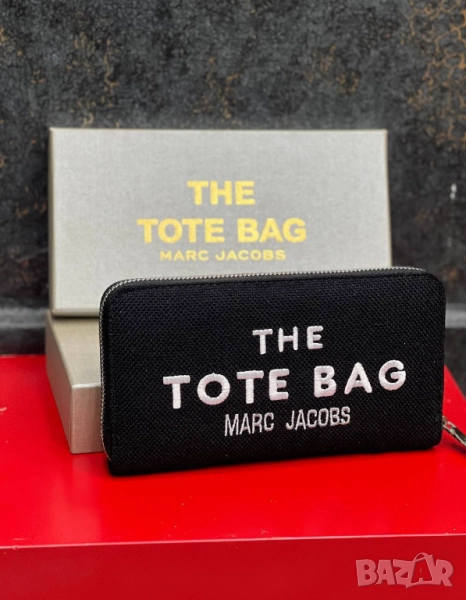 THE
TOTE BAG
MARC JACOBS
THE
TOTE BAG
MARC JACOBS
BAZAR